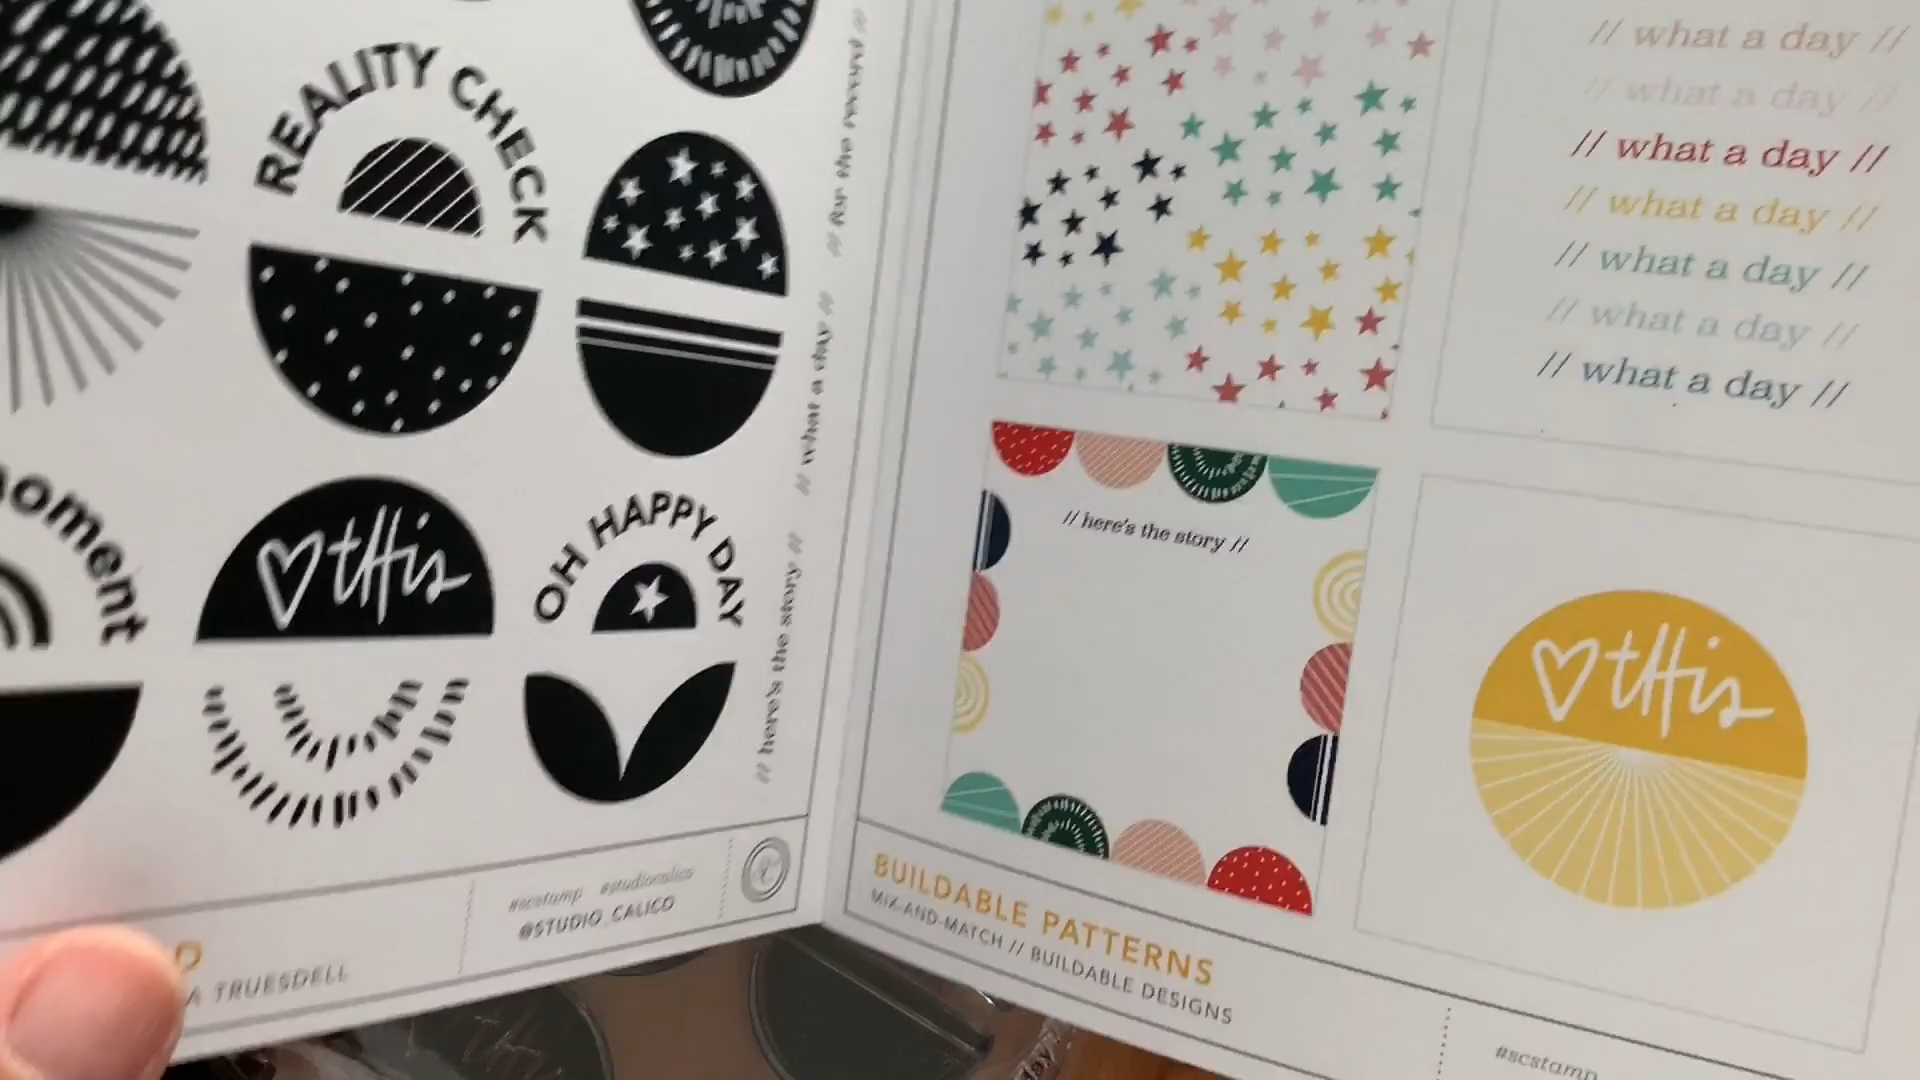 REALITY CHECK
// for the record //
// what a day //
// here's the story //
oment
♡ tHis
OH HAPPY DAY
D
A TRUESDELL
#scstamp #studiocalico
@STUDIO_CALICO
// what a day //
// what a day //
// what a day //
// what a day //
// what a day //
// what a day //
// what a day //
// here's the story //
♡ tHis
BUILDABLE PATTERNS
MIX-AND-MATCH // BUILDABLE DESIGNS
#scstamp
day